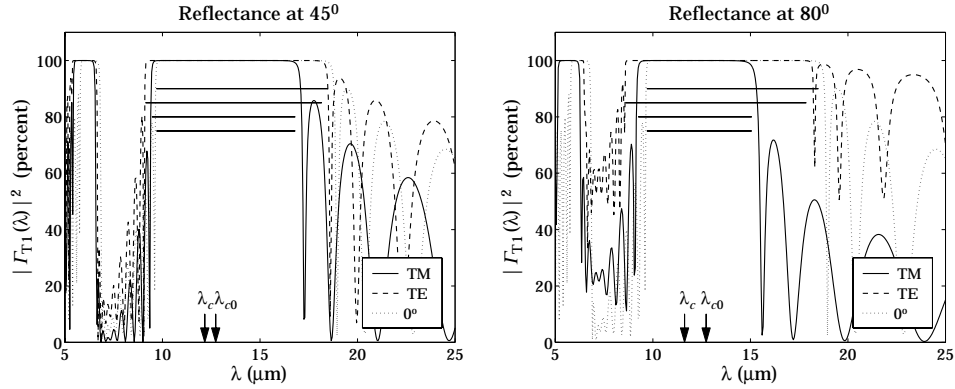 Reflectance at 45⁰
| Γ_T1(λ) | ² (percent)
100
80
60
40
20
0
λ_c λ_c0
TM
TE
0º
5 10 15 20 25
λ (μm)
Reflectance at 80⁰
| Γ_T1(λ) | ² (percent)
100
80
60
40
20
0
λ_c λ_c0
TM
TE
0º
5 10 15 20 25
λ (μm)